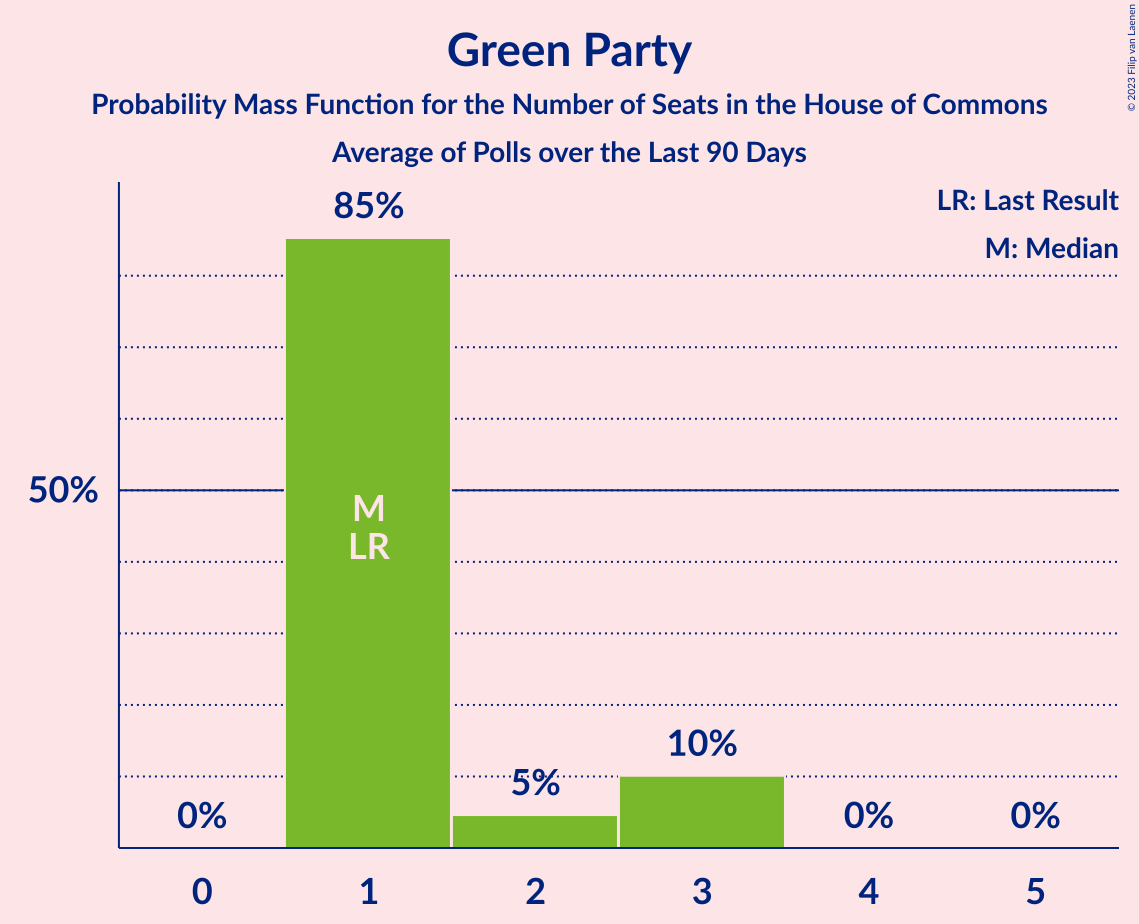 Green Party
Probability Mass Function for the Number of Seats in the House of Commons
Average of Polls over the Last 90 Days
© 2023 Filip van Laenen
LR: Last Result
M: Median
85%
50%
M
LR
10%
5%
0%
0%
0%
0 1 2 3 4 5